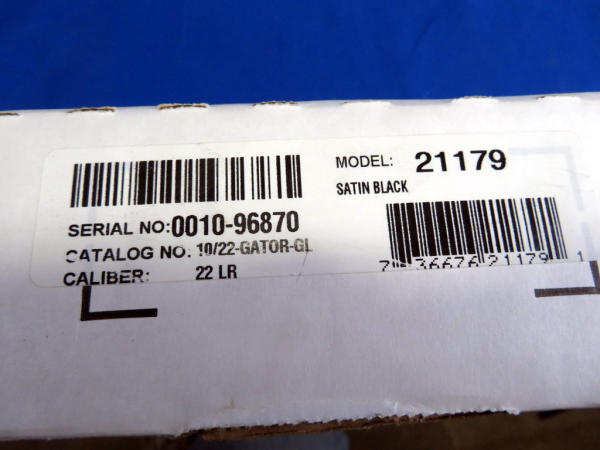 SERIAL NO:0010-96870
CATALOG NO: 10/22-GATOR-GL
CALIBER: 22 LR
MODEL: 21179
SATIN BLACK
7 36676 21179 1